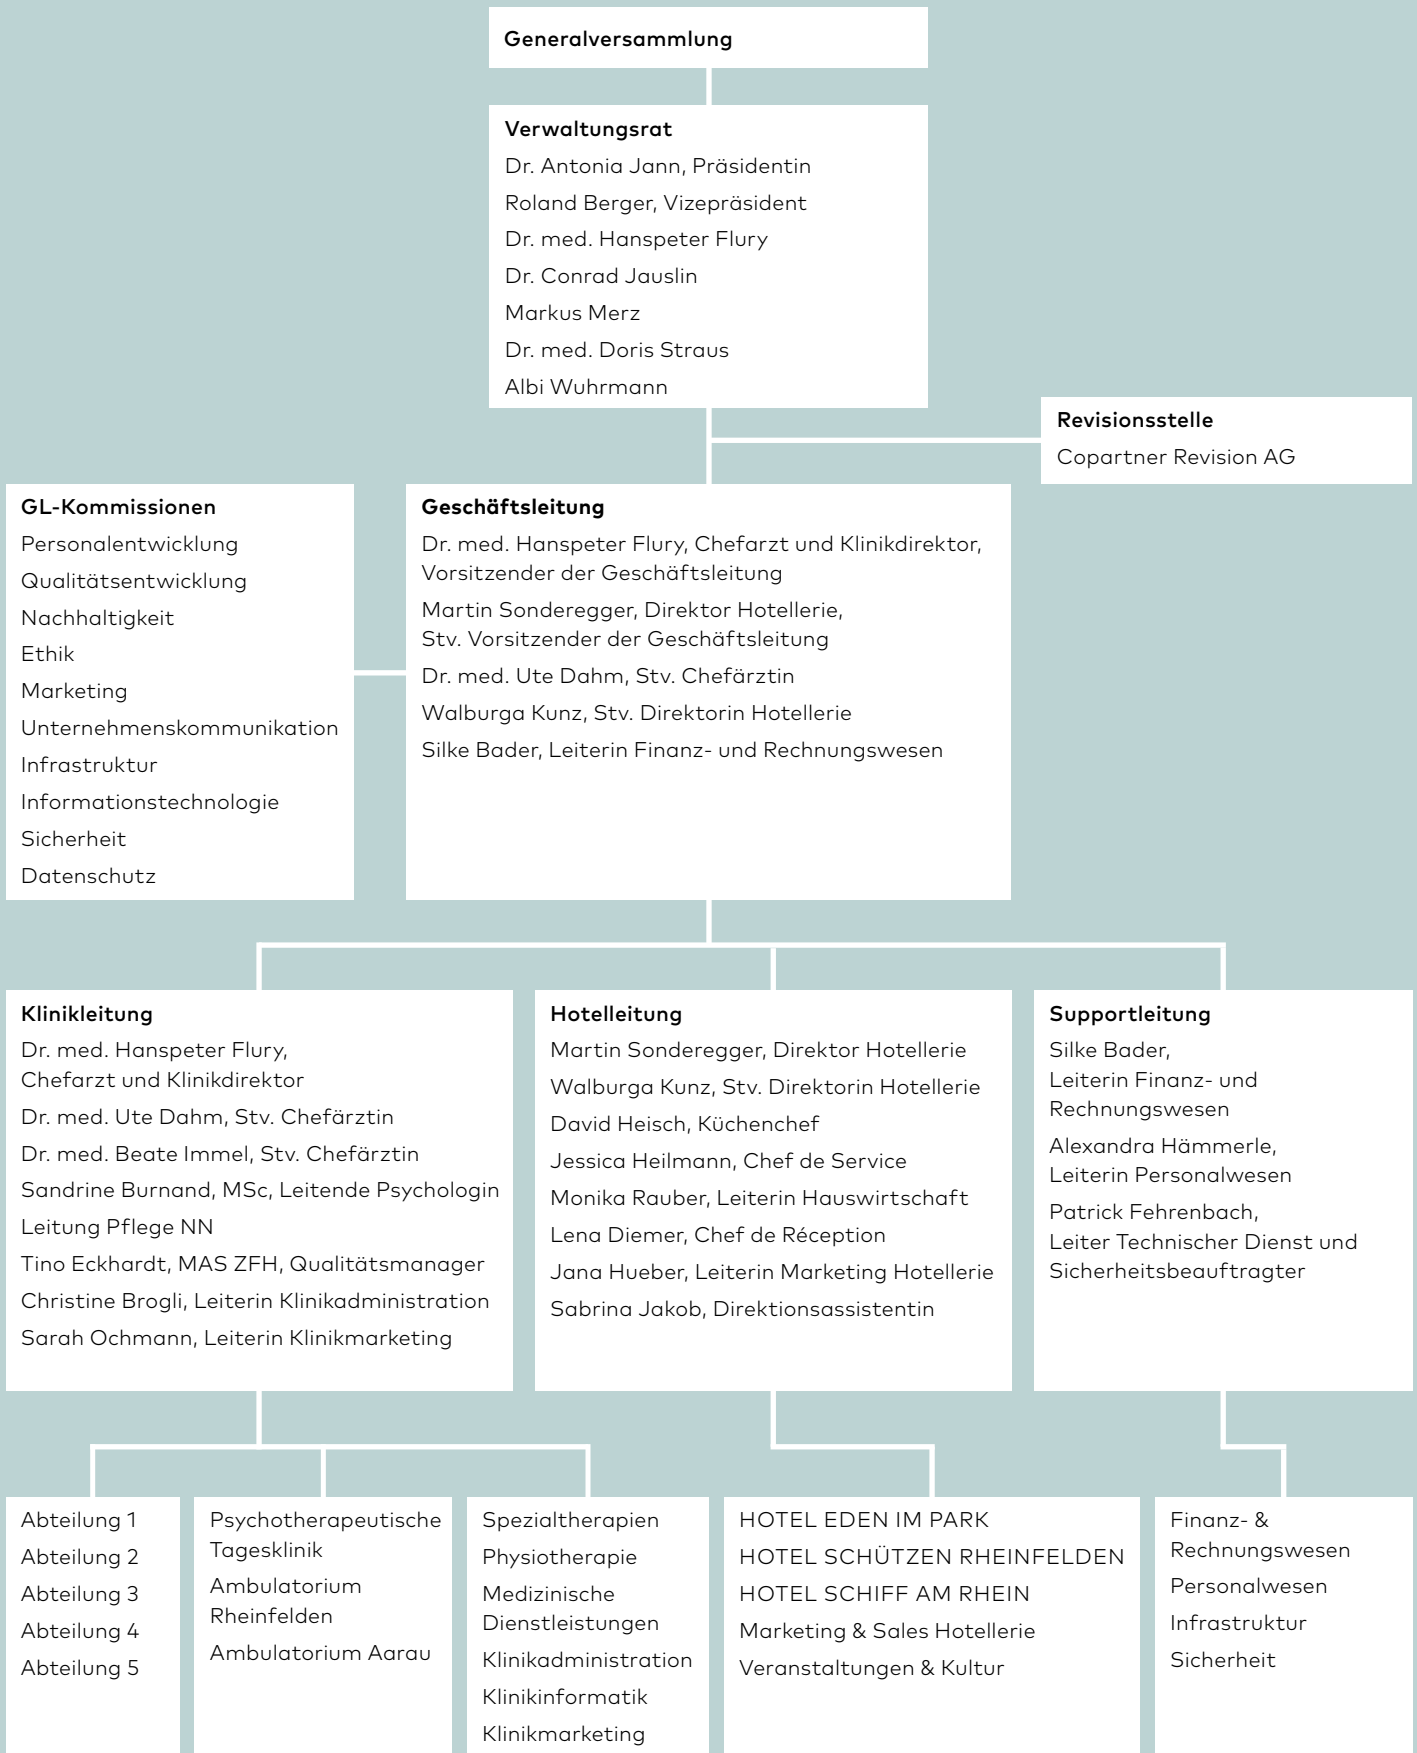 Generalversammlung
Verwaltungsrat
Dr. Antonia Jann, Präsidentin
Roland Berger, Vizepräsident
Dr. med. Hanspeter Flury
Dr. Conrad Jauslin
Markus Merz
Dr. med. Doris Straus
Albi Wuhrmann
Revisionsstelle
Copartner Revision AG
GL-Kommissionen
Personalentwicklung
Qualitätsentwicklung
Nachhaltigkeit
Ethik
Marketing
Unternehmenskommunikation
Infrastruktur
Informationstechnologie
Sicherheit
Datenschutz
Geschäftsleitung
Dr. med. Hanspeter Flury, Chefarzt und Klinikdirektor,
Vorsitzender der Geschäftsleitung
Martin Sonderegger, Direktor Hotellerie,
Stv. Vorsitzender der Geschäftsleitung
Dr. med. Ute Dahm, Stv. Chefärztin
Walburga Kunz, Stv. Direktorin Hotellerie
Silke Bader, Leiterin Finanz- und Rechnungswesen
Klinikleitung
Dr. med. Hanspeter Flury,
Chefarzt und Klinikdirektor
Dr. med. Ute Dahm, Stv. Chefärztin
Dr. med. Beate Immel, Stv. Chefärztin
Sandrine Burnand, MSc, Leitende Psychologin
Leitung Pflege NN
Tino Eckhardt, MAS ZFH, Qualitätsmanager
Christine Brogli, Leiterin Klinikadministration
Sarah Ochmann, Leiterin Klinikmarketing
Hotelleitung
Martin Sonderegger, Direktor Hotellerie
Walburga Kunz, Stv. Direktorin Hotellerie
David Heisch, Küchenchef
Jessica Heilmann, Chef de Service
Monika Rauber, Leiterin Hauswirtschaft
Lena Diemer, Chef de Réception
Jana Hueber, Leiterin Marketing Hotellerie
Sabrina Jakob, Direktionsassistentin
Supportleitung
Silke Bader,
Leiterin Finanz- und
Rechnungswesen
Alexandra Hämmerle,
Leiterin Personalwesen
Patrick Fehrenbach,
Leiter Technischer Dienst und
Sicherheitsbeauftragter
Abteilung 1
Abteilung 2
Abteilung 3
Abteilung 4
Abteilung 5
Psychotherapeutische
Tagesklinik
Ambulatorium
Rheinfelden
Ambulatorium Aarau
Spezialtherapien
Physiotherapie
Medizinische
Dienstleistungen
Klinikadministration
Klinikinformatik
Klinikmarketing
HOTEL EDEN IM PARK
HOTEL SCHÜTZEN RHEINFELDEN
HOTEL SCHIFF AM RHEIN
Marketing & Sales Hotellerie
Veranstaltungen & Kultur
Finanz- &
Rechnungswesen
Personalwesen
Infrastruktur
Sicherheit